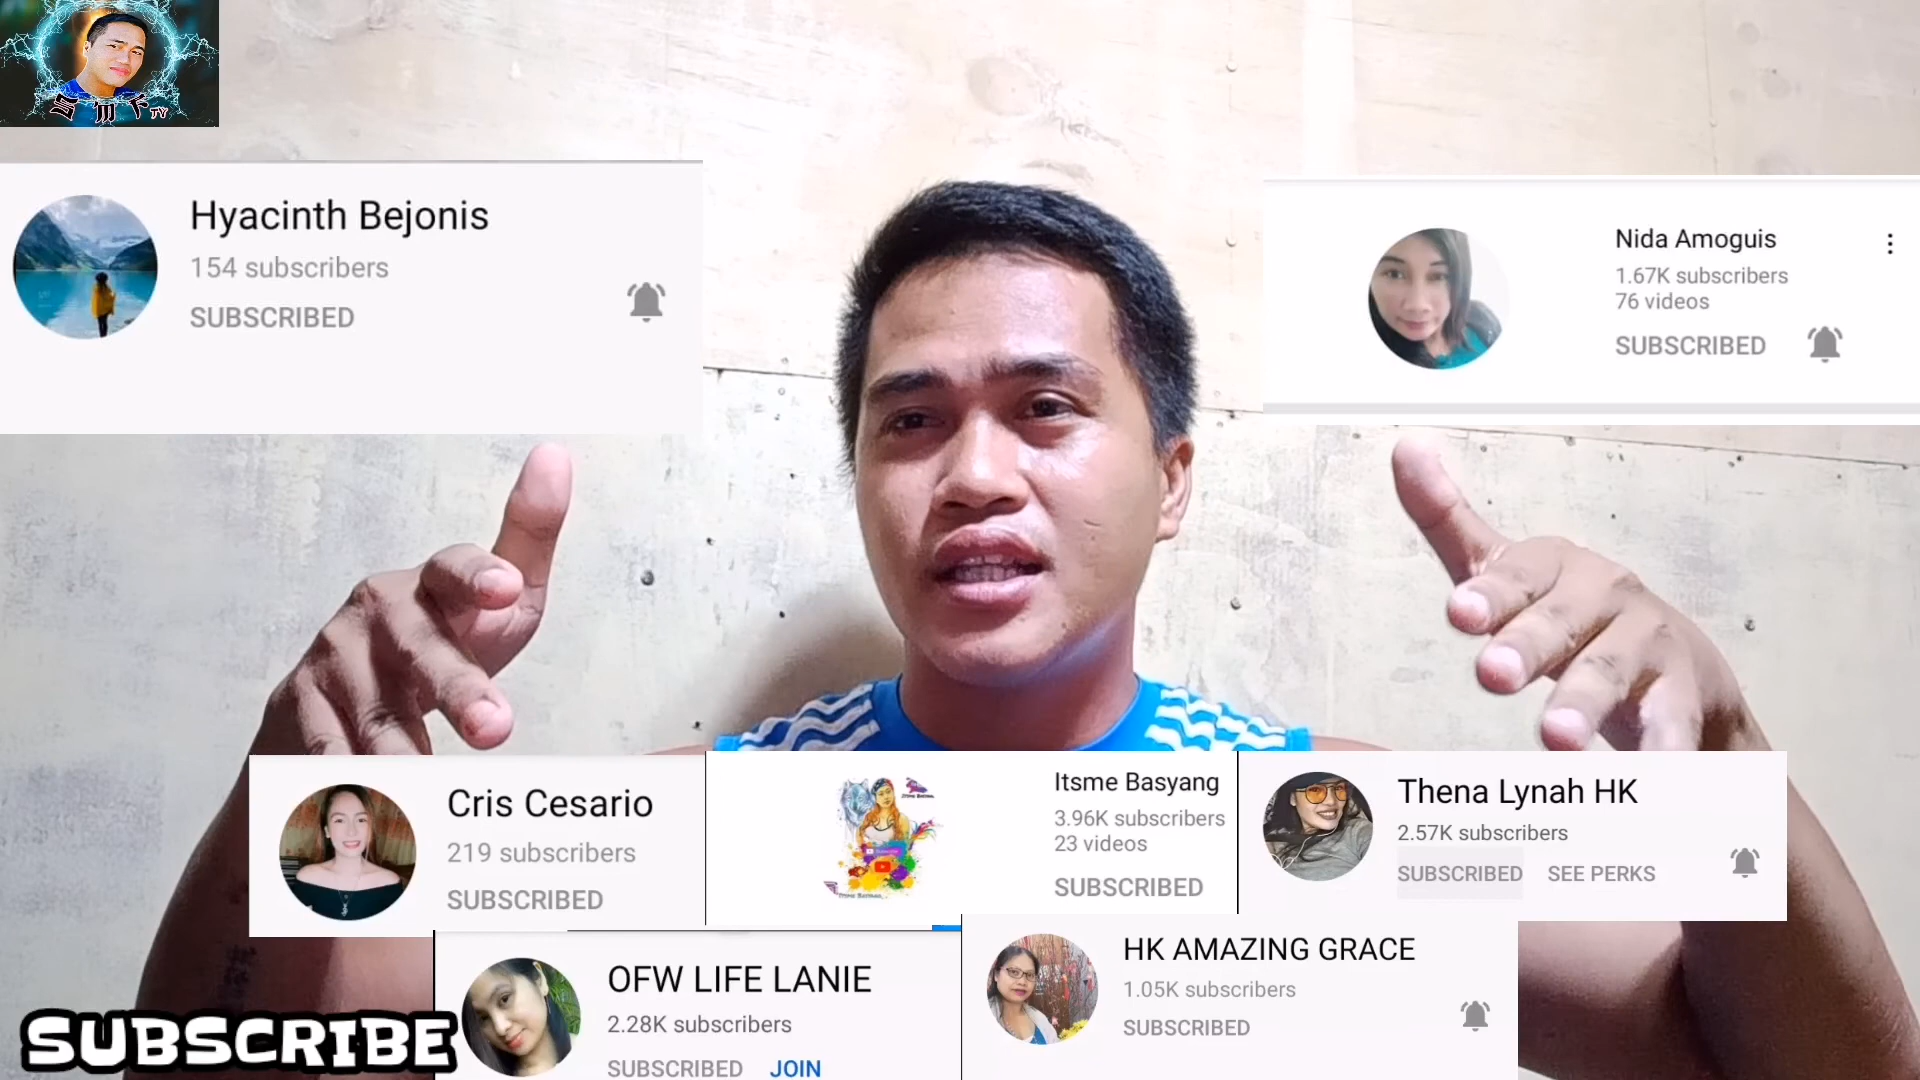 SMF TV
Hyacinth Bejonis
154 subscribers
SUBSCRIBED
Nida Amoguis
1.67K subscribers
76 videos
SUBSCRIBED
Cris Cesario
219 subscribers
SUBSCRIBED
Itsme Basyang
3.96K subscribers
23 videos
SUBSCRIBED
Thena Lynah HK
2.57K subscribers
SUBSCRIBED SEE PERKS
OFW LIFE LANIE
2.28K subscribers
SUBSCRIBED JOIN
HK AMAZING GRACE
1.05K subscribers
SUBSCRIBED
SUBSCRIBE